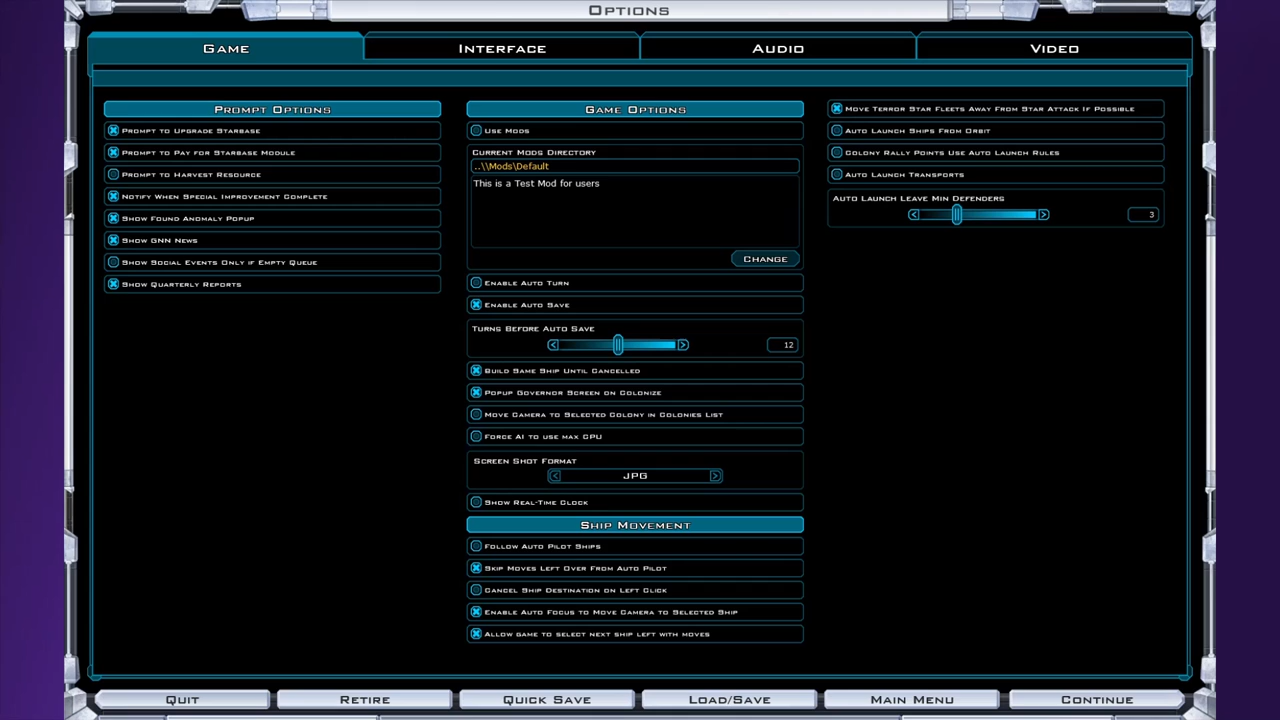 Options
Game
Interface
Audio
Video
Prompt Options
Prompt to Upgrade Starbase
Prompt to Pay for Starbase Module
Prompt to Harvest Resource
Notify When Special Improvement Complete
Show Found Anomaly Popup
Show GNN News
Show Social Events Only if Empty Queue
Show Quarterly Reports
Game Options
Use Mods
Current Mods Directory
..\\Mods\Default
This is a Test Mod for users
Change
Enable Auto Turn
Enable Auto Save
Turns Before Auto Save
12
Build Same Ship Until Cancelled
Popup Governor Screen on Colonize
Move Camera to Selected Colony in Colonies List
Force AI to use max CPU
Screen Shot Format
JPG
Show Real-Time Clock
Ship Movement
Follow Auto Pilot Ships
Skip Moves Left Over From Auto Pilot
Cancel Ship Destination on Left Click
Enable Auto Focus to Move Camera to Selected Ship
Allow game to select next ship left with moves
Move Terror Star Fleets Away From Star Attack if Possible
Auto Launch Ships From Orbit
Colony Rally Points Use Auto Launch Rules
Auto Launch Transports
Auto Launch Leave Min Defenders
3
Quit
Retire
Quick Save
Load/Save
Main Menu
Continue